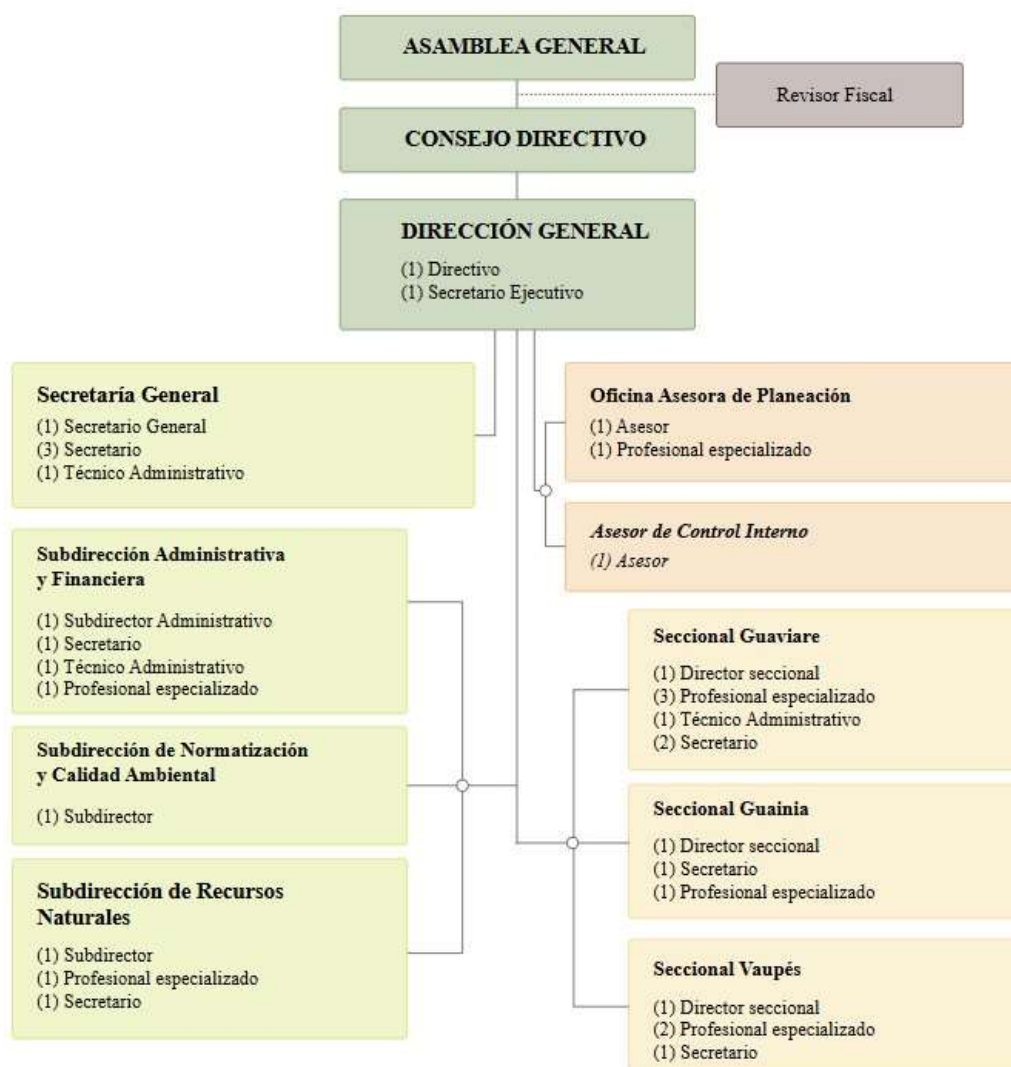 ASAMBLEA GENERAL
Revisor Fiscal
CONSEJO DIRECTIVO
DIRECCIÓN GENERAL
(1) Directivo
(1) Secretario Ejecutivo
Secretaría General
(1) Secretario General
(3) Secretario
(1) Técnico Administrativo
Oficina Asesora de Planeación
(1) Asesor
(1) Profesional especializado
Asesor de Control Interno
(1) Asesor
Subdirección Administrativa
y Financiera
(1) Subdirector Administrativo
(1) Secretario
(1) Técnico Administrativo
(1) Profesional especializado
Subdirección de Normatización
y Calidad Ambiental
(1) Subdirector
Subdirección de Recursos
Naturales
(1) Subdirector
(1) Profesional especializado
(1) Secretario
Seccional Guaviare
(1) Director seccional
(3) Profesional especializado
(1) Técnico Administrativo
(2) Secretario
Seccional Guainia
(1) Director seccional
(1) Secretario
(1) Profesional especializado
Seccional Vaupés
(1) Director seccional
(2) Profesional especializado
(1) Secretario